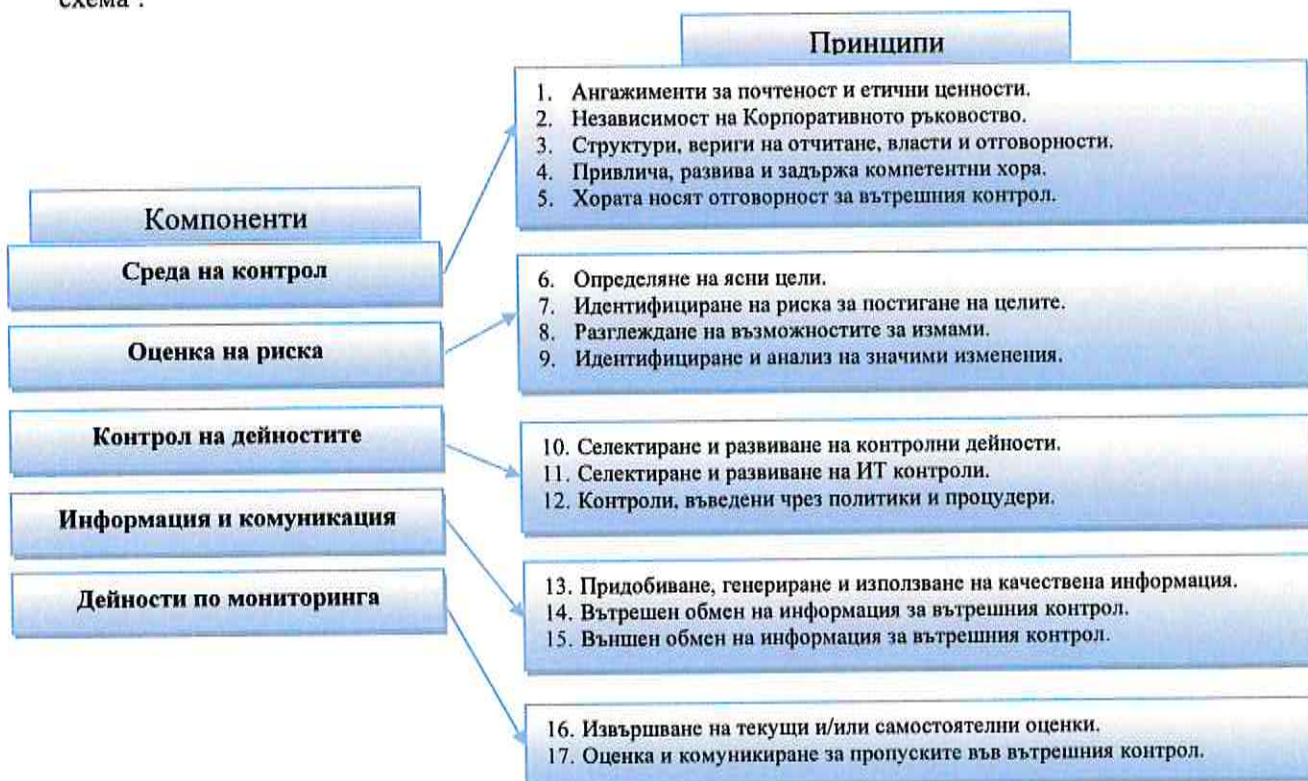 схема .
Принципи
1. Ангажименти за почтеност и етични ценности.
2. Независимост на Корпоративното ръковоство.
3. Структури, вериги на отчитане, власти и отговорности.
4. Привлича, развива и задържа компетентни хора.
5. Хората носят отговорност за вътрешния контрол.
Компоненти
Среда на контрол
Оценка на риска
Контрол на дейностите
Информация и комуникация
Дейности по мониторинга
6. Определяне на ясни цели.
7. Идентифициране на риска за постигане на целите.
8. Разглеждане на възможностите за измами.
9. Идентифициране и анализ на значими изменения.
10. Селектиране и развиване на контролни дейности.
11. Селектиране и развиване на ИТ контроли.
12. Контроли, въведени чрез политики и процудери.
13. Придобиване, генериране и използване на качествена информация.
14. Вътрешен обмен на информация за вътрешния контрол.
15. Външен обмен на информация за вътрешния контрол.
16. Извършване на текущи и/или самостоятелни оценки.
17. Оценка и комуникиране за пропуските във вътрешния контрол.